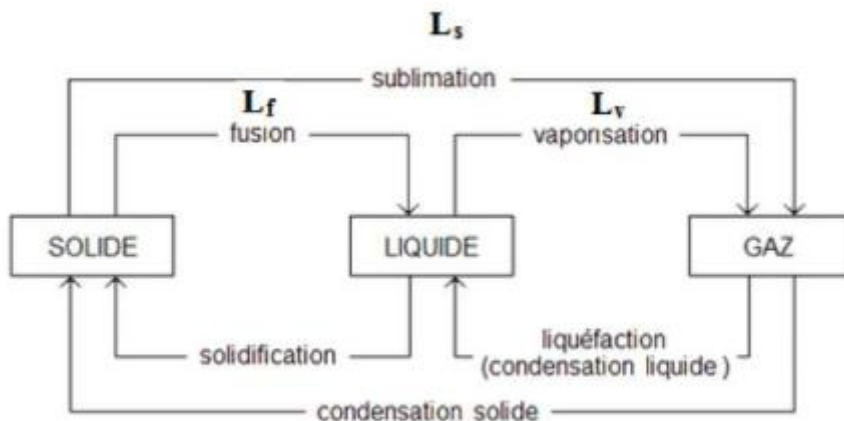 Ls
sublimation
Lf
Lv
fusion
vaporisation
SOLIDE
LIQUIDE
GAZ
solidification
liquéfaction
(condensation liquide)
condensation solide